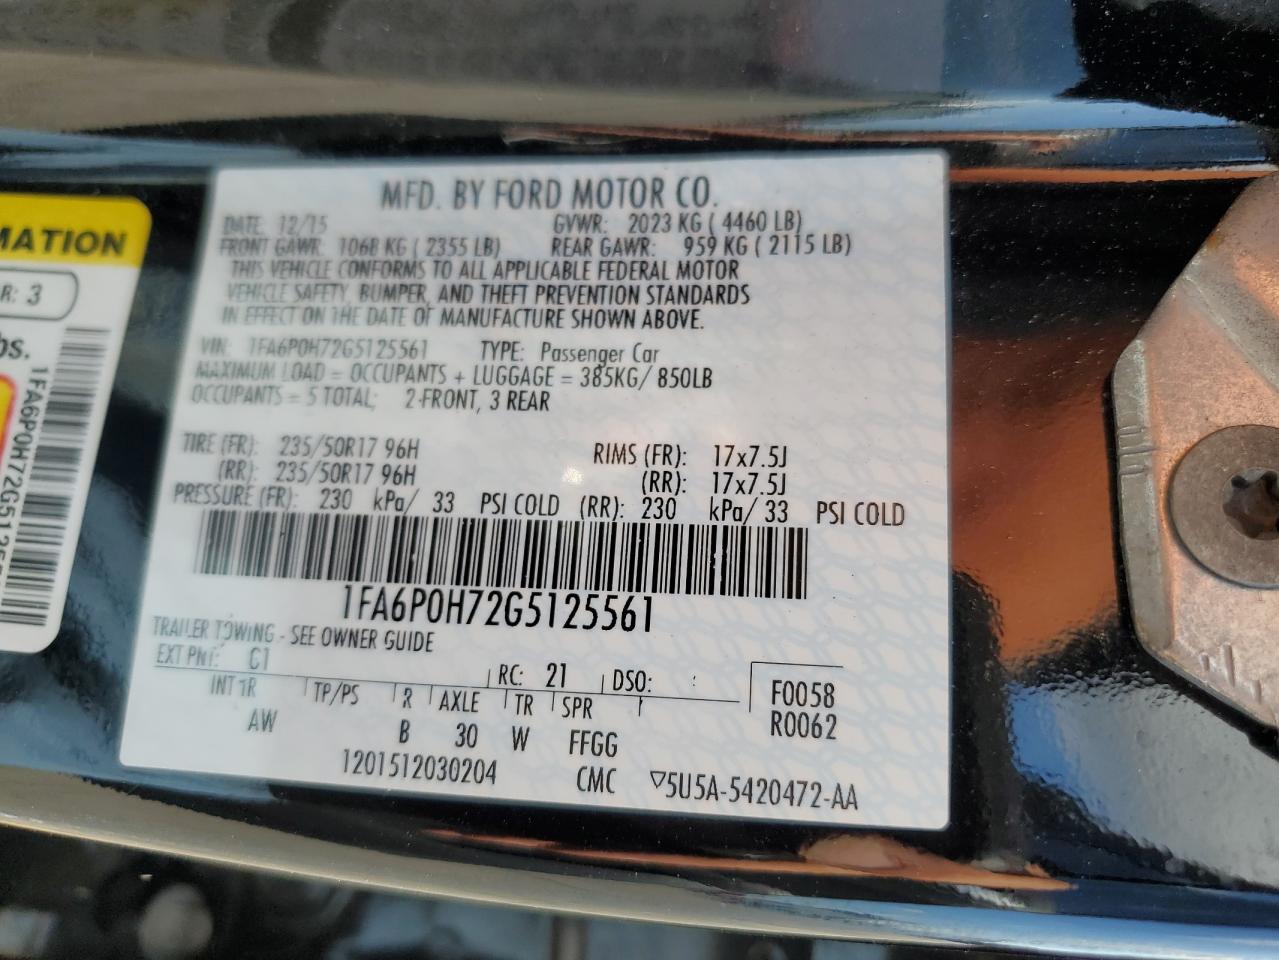 MFD. BY FORD MOTOR CO.
DATE: 12/15 GVWR: 2023 KG ( 4460 LB)
FRONT GAWR: 1068 KG ( 2355 LB) REAR GAWR: 959 KG ( 2115 LB)
THIS VEHICLE CONFORMS TO ALL APPLICABLE FEDERAL MOTOR
VEHICLE SAFETY, BUMPER, AND THEFT PREVENTION STANDARDS
IN EFFECT ON THE DATE OF MANUFACTURE SHOWN ABOVE.
VIN: 1FA6P0H72G5125561 TYPE: Passenger Car
MAXIMUM LOAD = OCCUPANTS + LUGGAGE = 385KG/ 850LB
OCCUPANTS = 5 TOTAL; 2-FRONT, 3 REAR
TIRE (FR): 235/50R17 96H RIMS (FR): 17x7.5J
(RR): 235/50R17 96H (RR): 17x7.5J
PRESSURE (FR): 230 kPa/ 33 PSI COLD (RR): 230 kPa/ 33 PSI COLD
1FA6P0H72G5125561
TRAILER TOWING - SEE OWNER GUIDE
EXT PNT: C1 RC: 21 DSO:
INT TR TP/PS R AXLE TR SPR F0058
AW B 30 W FFGG R0062
1201512030204 CMC ▽5U5A-5420472-AA
MATION
R: 3
bs.
1FA6P0H72G5125